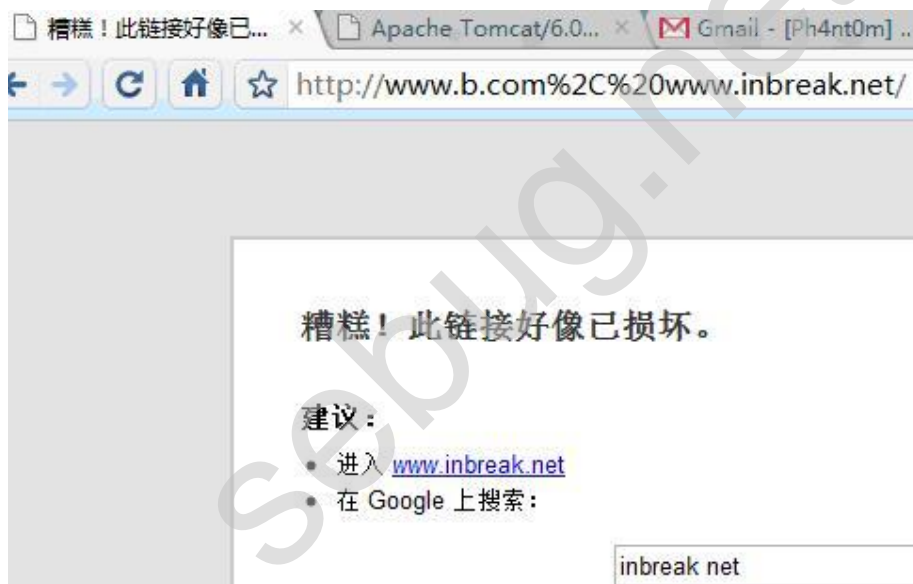 糟糕！此链接好像已... × Apache Tomcat/6.0... × Gmail - [Ph4nt0m] ..
http://www.b.com%2C%20www.inbreak.net/
糟糕！此链接好像已损坏。
建议：
• 进入 www.inbreak.net
• 在 Google 上搜索：
inbreak net
sebug.net